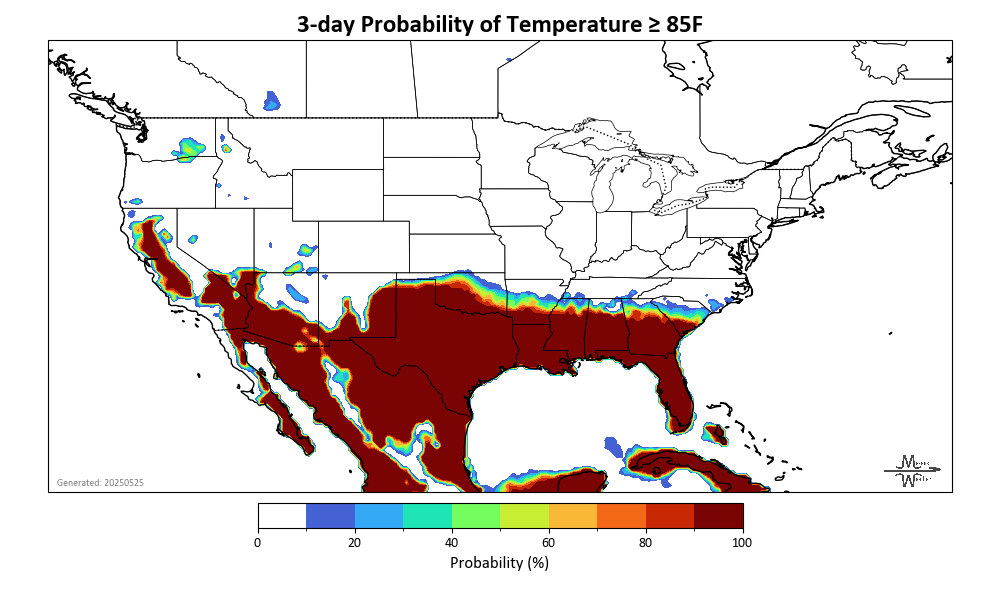 3-day Probability of Temperature ≥ 85F
Generated: 20250525
0 20 40 60 80 100
Probability (%)